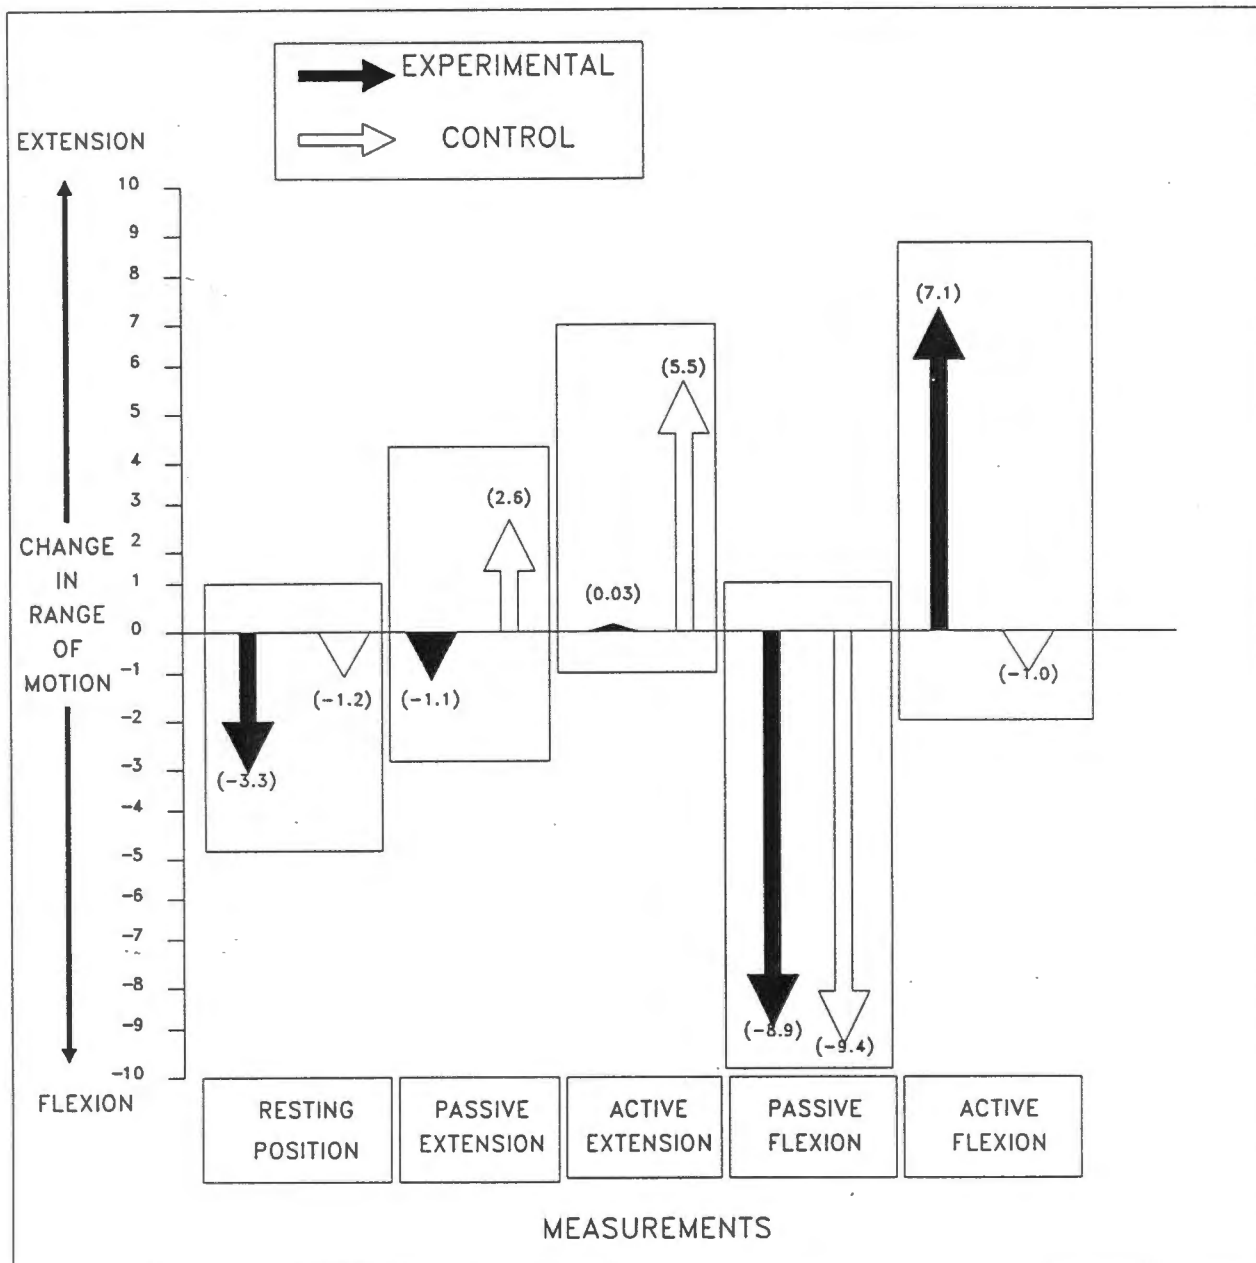 EXPERIMENTAL
CONTROL
EXTENSION
10
9
8
7
6
5
4
3
2
1
0
-1
-2
-3
-4
-5
-6
-7
-8
-9
-10
CHANGE
IN
RANGE
OF
MOTION
FLEXION
(-3.3)
(-1.2)
(-1.1)
(2.6)
(0.03)
(5.5)
(-8.9)
(-9.4)
(7.1)
(-1.0)
RESTING
POSITION
PASSIVE
EXTENSION
ACTIVE
EXTENSION
PASSIVE
FLEXION
ACTIVE
FLEXION
MEASUREMENTS